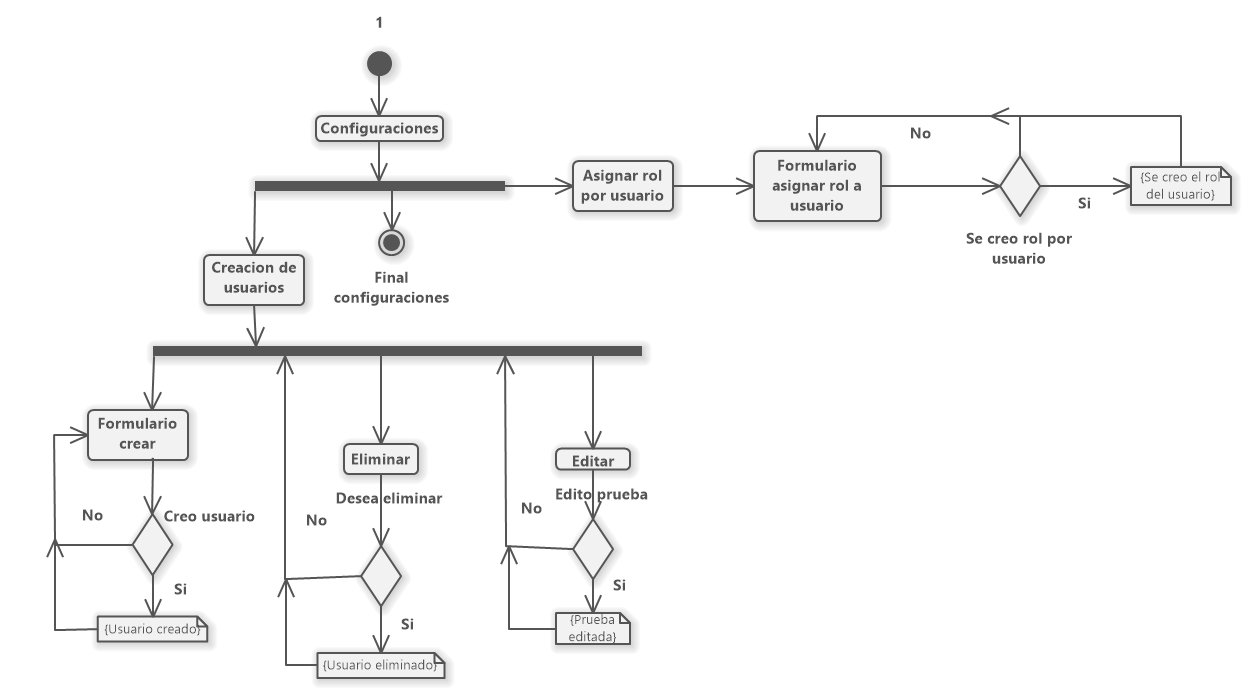 1
Configuraciones
Asignar rol
por usuario
Formulario
asignar rol a
usuario
No
Si
{Se creo el rol
del usuario}
Se creo rol por
usuario
Creacion de
usuarios
Final
configuraciones
Formulario
crear
No
Creo usuario
Si
{Usuario creado}
Eliminar
Desea eliminar
No
Si
{Usuario eliminado}
Editar
Edito prueba
No
Si
{Prueba
editada}